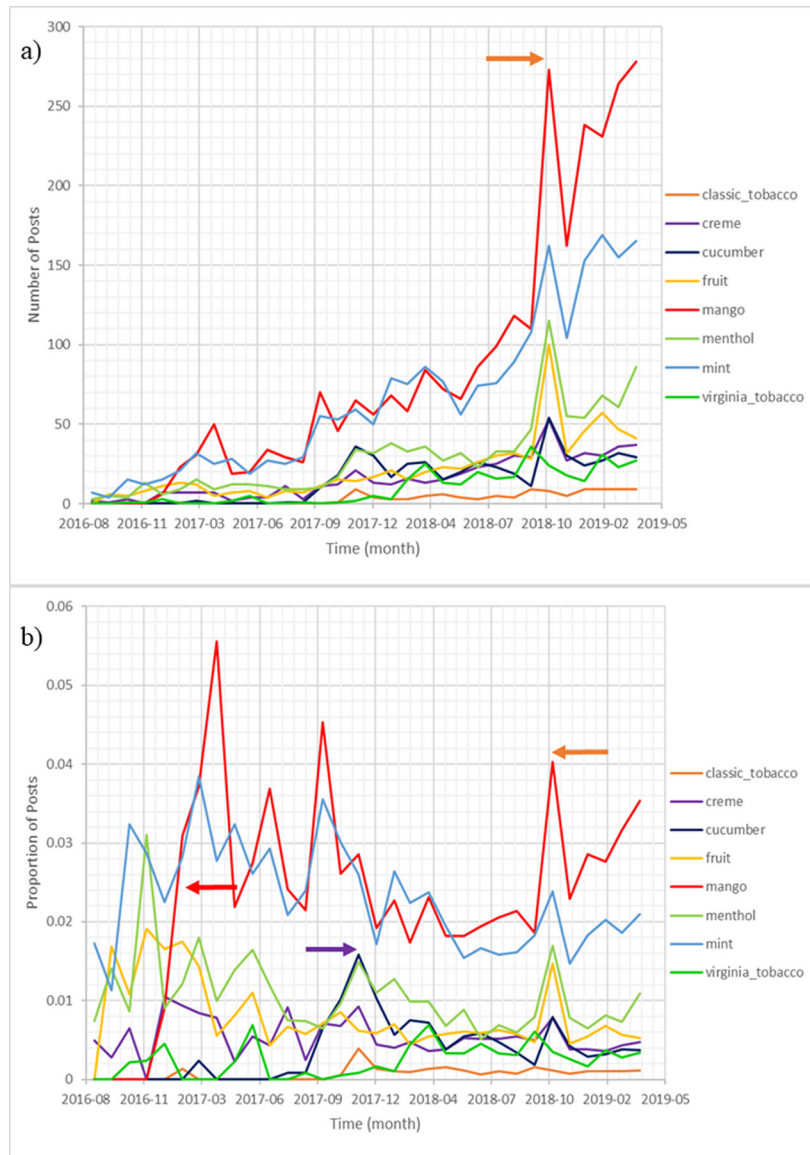 a)
300
250
200
150
100
50
0
Number of Posts
2016-08 2016-11 2017-03 2017-06 2017-09 2017-12 2018-04 2018-07 2018-10 2019-02 2019-05
Time (month)
classic_tobacco
creme
cucumber
fruit
mango
menthol
mint
virginia_tobacco
b)
0.06
0.05
0.04
0.03
0.02
0.01
0
Proportion of Posts
2016-08 2016-11 2017-03 2017-06 2017-09 2017-12 2018-04 2018-07 2018-10 2019-02 2019-05
Time (month)
classic_tobacco
creme
cucumber
fruit
mango
menthol
mint
virginia_tobacco